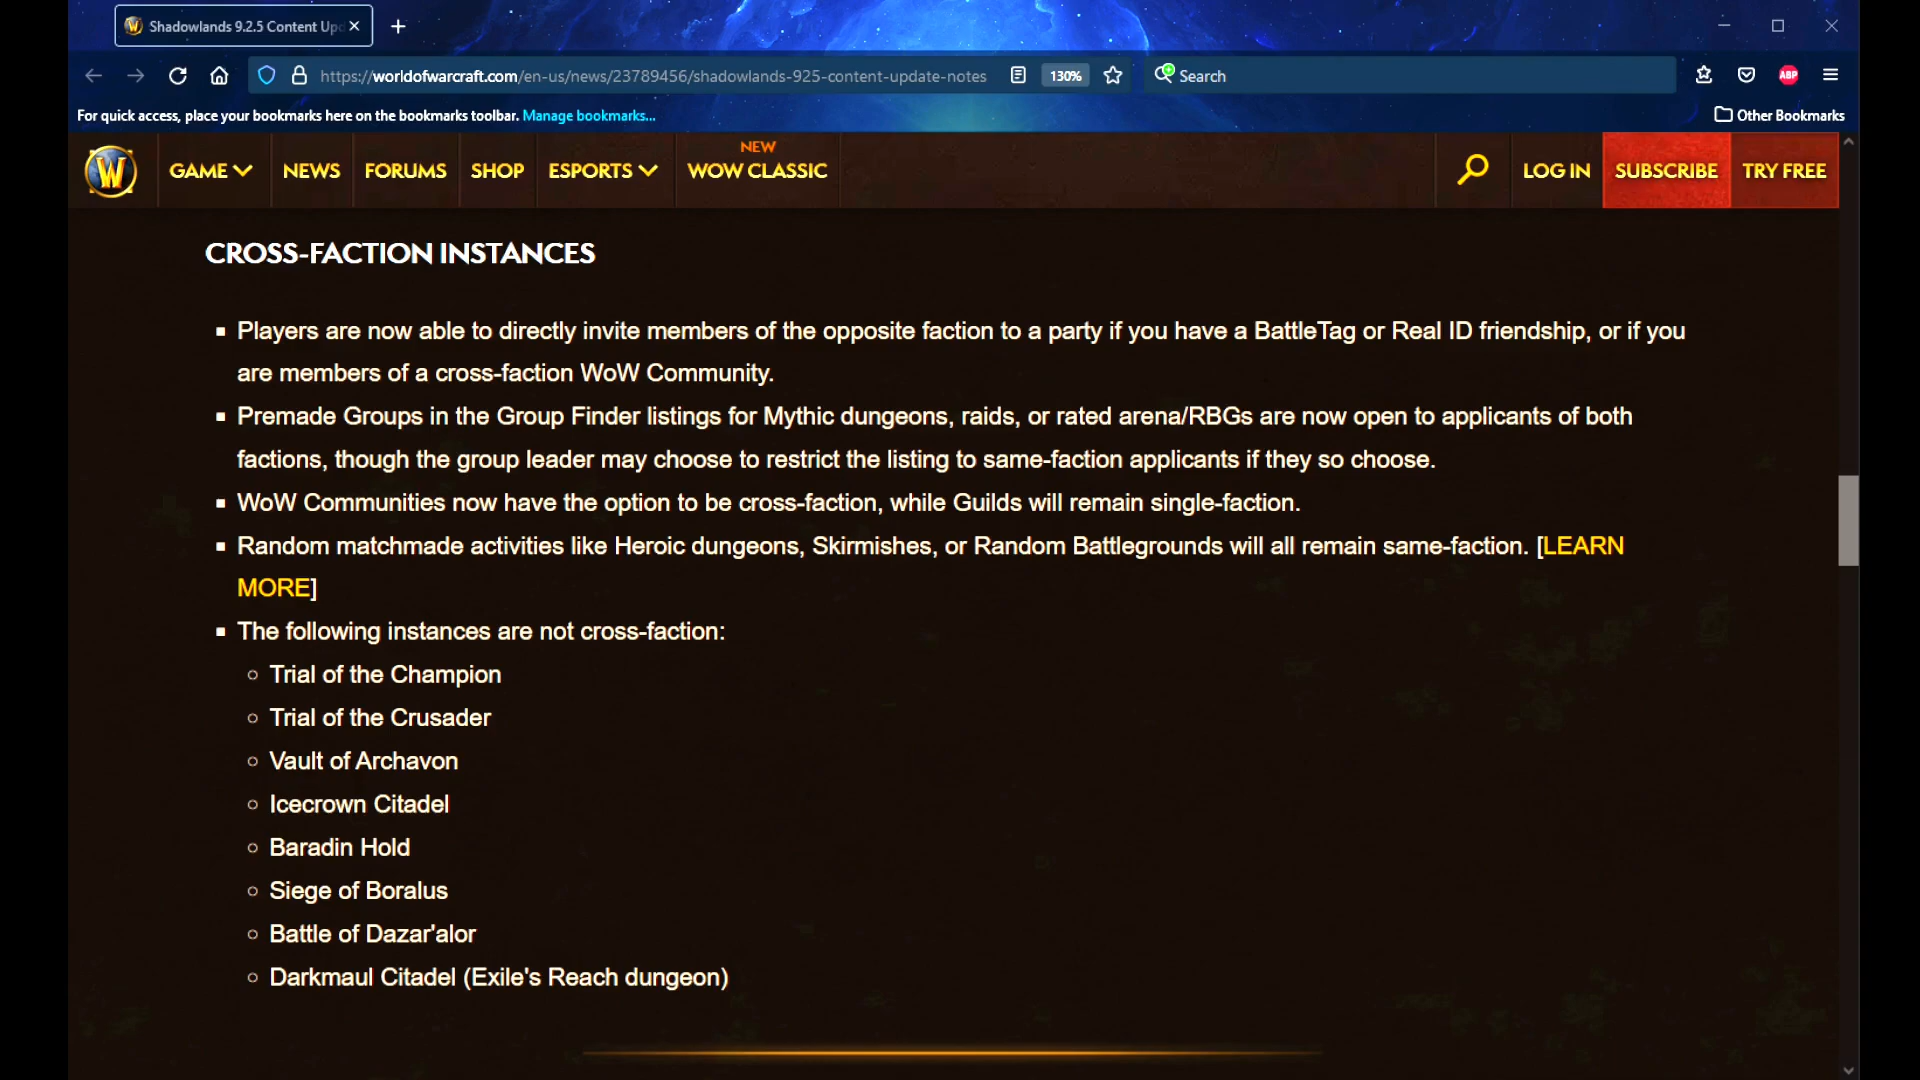 Shadowlands 9.2.5 Content Upd
https://worldofwarcraft.com/en-us/news/23789456/shadowlands-925-content-update-notes
130%
Search
ABP
For quick access, place your bookmarks here on the bookmarks toolbar. Manage bookmarks...
Other Bookmarks
W
GAME
NEWS
FORUMS
SHOP
ESPORTS
NEW
WOW CLASSIC
LOG IN
SUBSCRIBE
TRY FREE
CROSS-FACTION INSTANCES
Players are now able to directly invite members of the opposite faction to a party if you have a BattleTag or Real ID friendship, or if you
are members of a cross-faction WoW Community.
Premade Groups in the Group Finder listings for Mythic dungeons, raids, or rated arena/RBGs are now open to applicants of both
factions, though the group leader may choose to restrict the listing to same-faction applicants if they so choose.
WoW Communities now have the option to be cross-faction, while Guilds will remain single-faction.
Random matchmade activities like Heroic dungeons, Skirmishes, or Random Battlegrounds will all remain same-faction. [LEARN
MORE]
The following instances are not cross-faction:
Trial of the Champion
Trial of the Crusader
Vault of Archavon
Icecrown Citadel
Baradin Hold
Siege of Boralus
Battle of Dazar'alor
Darkmaul Citadel (Exile's Reach dungeon)